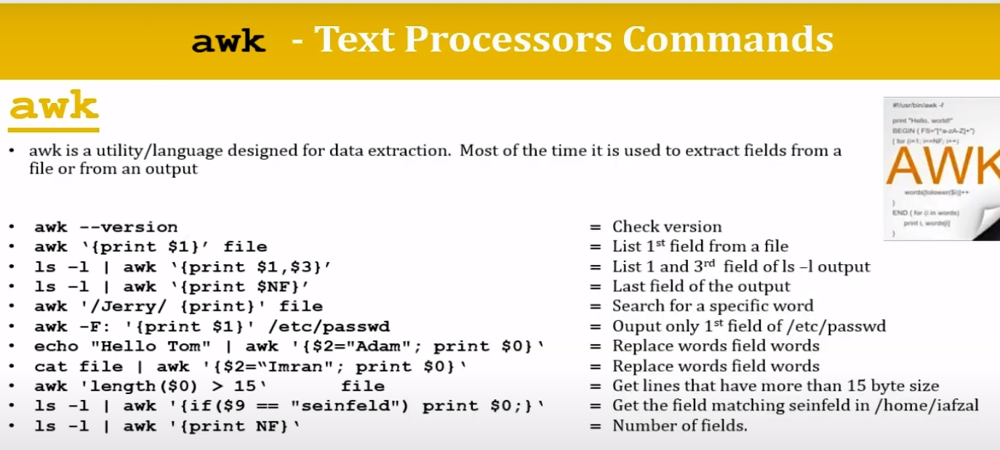 awk - Text Processors Commands
awk
• awk is a utility/language designed for data extraction. Most of the time it is used to extract fields from a
file or from an output
• awk --version = Check version
• awk ‘{print $1}’ file = List 1st field from a file
• ls –l | awk ‘{print $1,$3}’ = List 1 and 3rd field of ls –l output
• ls –l | awk ‘{print $NF}’ = Last field of the output
• awk '/Jerry/ {print}' file = Search for a specific word
• awk -F: '{print $1}' /etc/passwd = Ouput only 1st field of /etc/passwd
• echo "Hello Tom" | awk '{$2="Adam"; print $0}‘ = Replace words field words
• cat file | awk '{$2=“Imran"; print $0}‘ = Replace words field words
• awk 'length($0) > 15‘ file = Get lines that have more than 15 byte size
• ls -l | awk '{if($9 == "seinfeld") print $0;}‘ = Get the field matching seinfeld in /home/iafzal
• ls -l | awk '{print NF}‘ = Number of fields.
#!/usr/bin/awk -f
print "Hello, world!"
BEGIN { FS="[^a-zA-Z]+"}
{ for (i=1; i<=NF; i++)
AWK
words[tolower($i)]++
}
END { for (i in words)
print i, words[i]
}